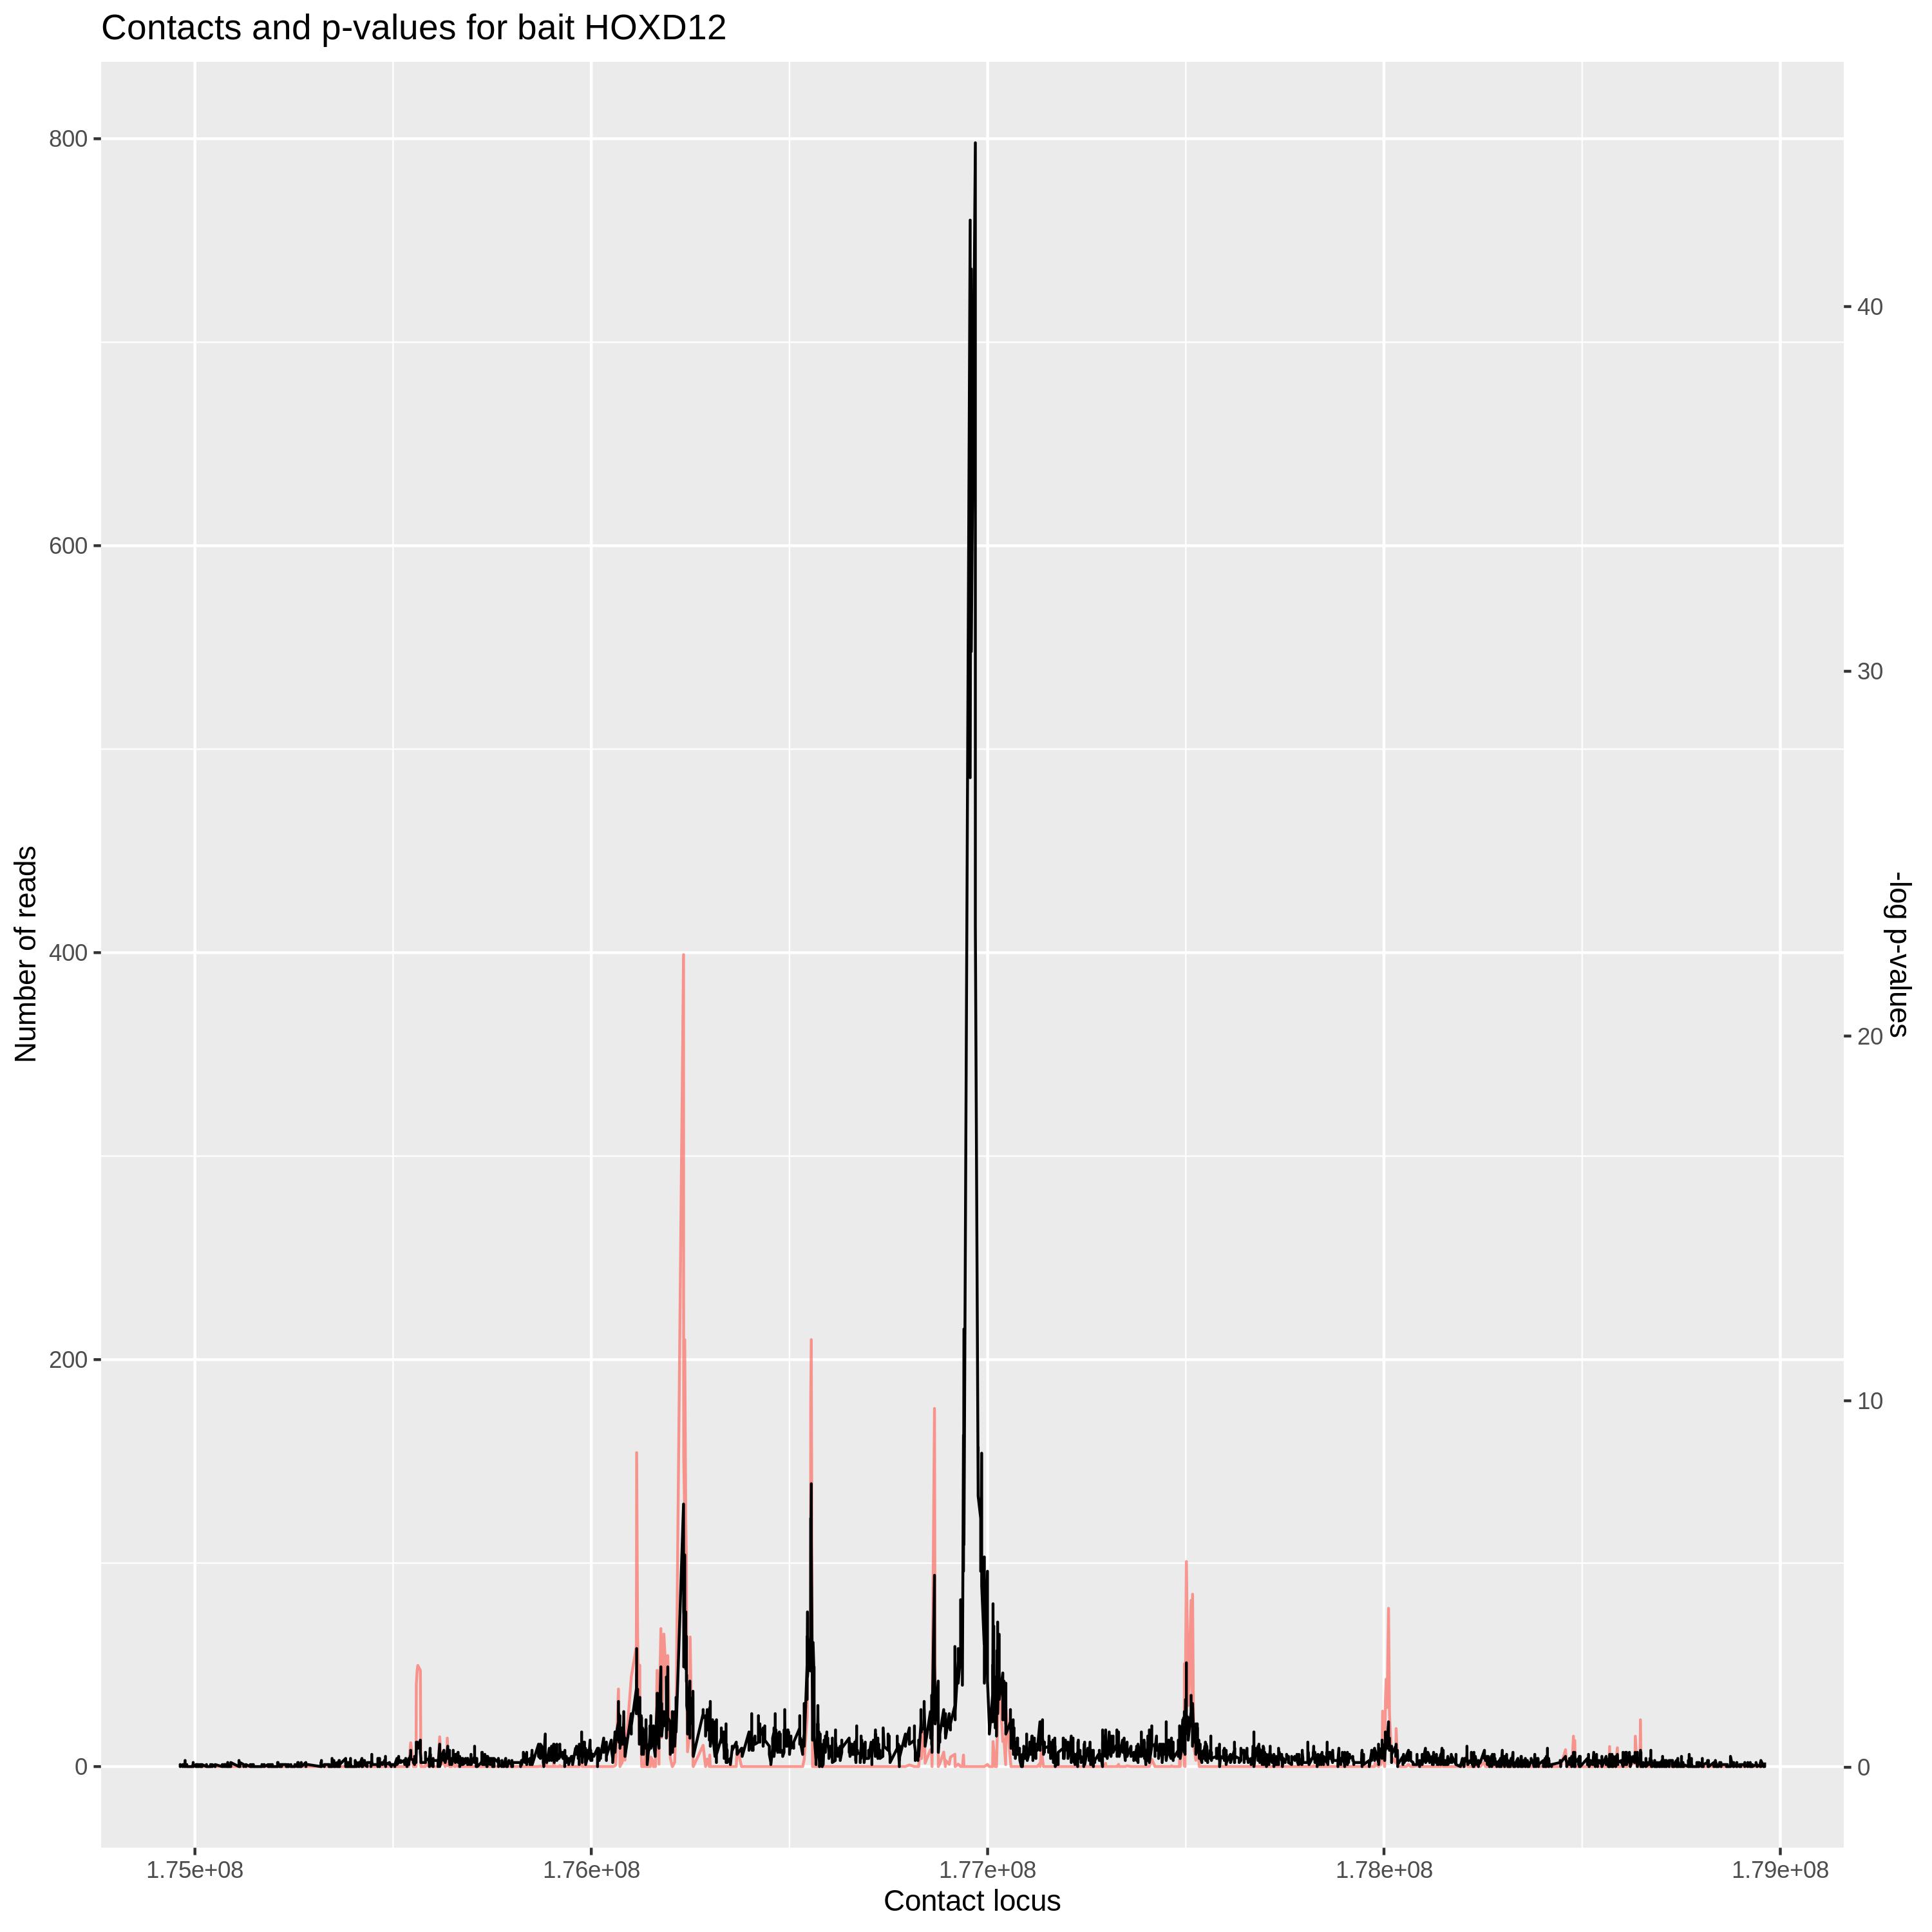 Contacts and p-values for bait HOXD12
800
600
400
200
0
Number of reads
40
30
20
10
0
-log p-values
1.75e+08
1.76e+08
1.77e+08
1.78e+08
1.79e+08
Contact locus